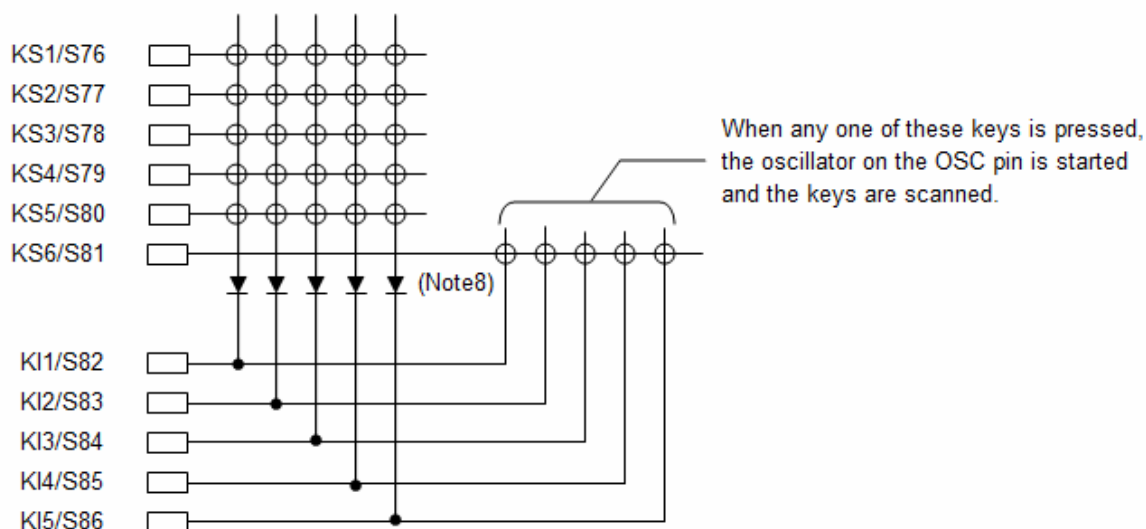 KS1/S76
KS2/S77
KS3/S78
KS4/S79
KS5/S80
KS6/S81
When any one of these keys is pressed,
the oscillator on the OSC pin is started
and the keys are scanned.
(Note8)
KI1/S82
KI2/S83
KI3/S84
KI4/S85
KI5/S86